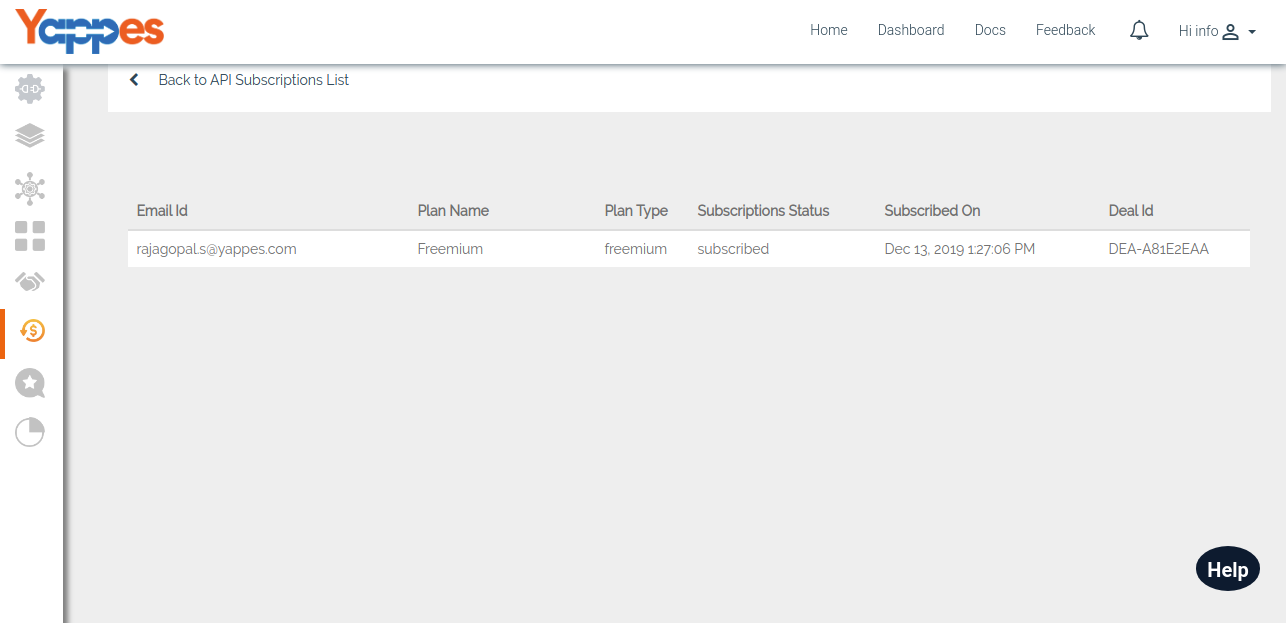 Yappes
Home Dashboard Docs Feedback Hi info
Back to API Subscriptions List
Email Id Plan Name Plan Type Subscriptions Status Subscribed On Deal Id
rajagopal.s@yappes.com Freemium freemium subscribed Dec 13, 2019 1:27:06 PM DEA-A81E2EAA
Help